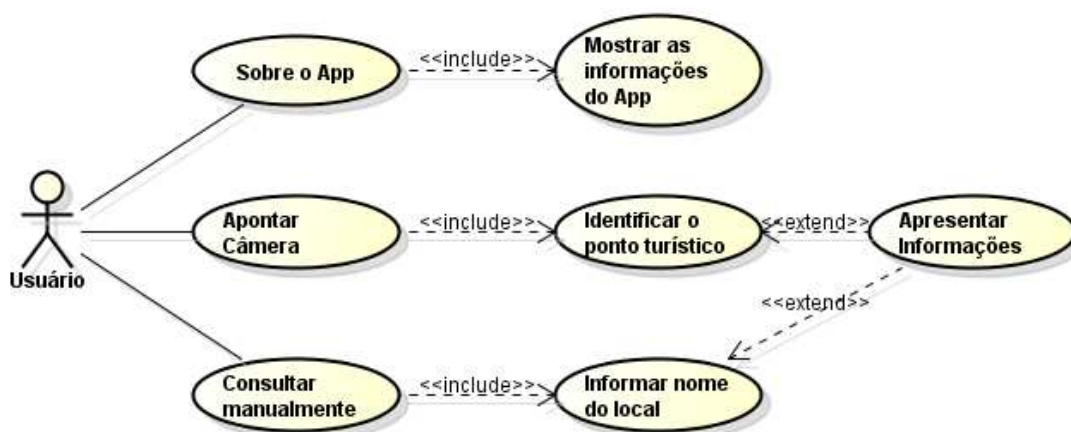 Sobre o App
<<include>>
Mostrar as
informações
do App
Usuário
Apontar
Câmera
<<include>>
Identificar o
ponto turístico
<<extend>>
Apresentar
Informações
<<extend>>
Consultar
manualmente
<<include>>
Informar nome
do local